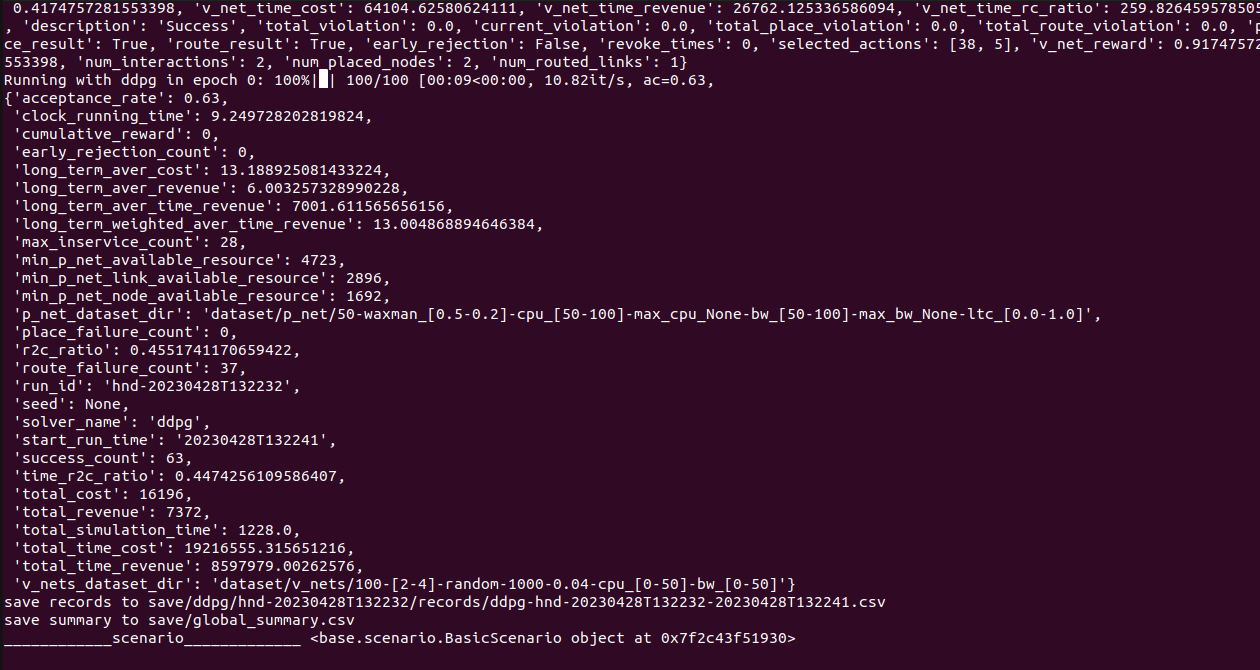 0.4174757281553398, 'v_net_time_cost': 64104.62580624111, 'v_net_time_revenue': 26762.125336586094, 'v_net_time_rc_ratio': 259.826459578505
, 'description': 'Success', 'total_violation': 0.0, 'current_violation': 0.0, 'total_place_violation': 0.0, 'total_route_violation': 0.0, 'p
ce_result': True, 'route_result': True, 'early_rejection': False, 'revoke_times': 0, 'selected_actions': [38, 5], 'v_net_reward': 0.91747572
553398, 'num_interactions': 2, 'num_placed_nodes': 2, 'num_routed_links': 1}
Running with ddpg in epoch 0: 100%|█| 100/100 [00:09<00:00, 10.82it/s, ac=0.63,
{'acceptance_rate': 0.63,
'clock_running_time': 9.249728202819824,
'cumulative_reward': 0,
'early_rejection_count': 0,
'long_term_aver_cost': 13.188925081433224,
'long_term_aver_revenue': 6.003257328990228,
'long_term_aver_time_revenue': 7001.611565656156,
'long_term_weighted_aver_time_revenue': 13.004868894646384,
'max_inservice_count': 28,
'min_p_net_available_resource': 4723,
'min_p_net_link_available_resource': 2896,
'min_p_net_node_available_resource': 1692,
'p_net_dataset_dir': 'dataset/p_net/50-waxman_[0.5-0.2]-cpu_[50-100]-max_cpu_None-bw_[50-100]-max_bw_None-ltc_[0.0-1.0]',
'place_failure_count': 0,
'r2c_ratio': 0.4551741170659422,
'route_failure_count': 37,
'run_id': 'hnd-20230428T132232',
'seed': None,
'solver_name': 'ddpg',
'start_run_time': '20230428T132241',
'success_count': 63,
'time_r2c_ratio': 0.4474256109586407,
'total_cost': 16196,
'total_revenue': 7372,
'total_simulation_time': 1228.0,
'total_time_cost': 19216555.315651216,
'total_time_revenue': 8597979.00262576,
'v_nets_dataset_dir': 'dataset/v_nets/100-[2-4]-random-1000-0.04-cpu_[0-50]-bw_[0-50]'}
save records to save/ddpg/hnd-20230428T132232/records/ddpg-hnd-20230428T132232-20230428T132241.csv
save summary to save/global_summary.csv
____________scenario_____________ <base.scenario.BasicScenario object at 0x7f2c43f51930>